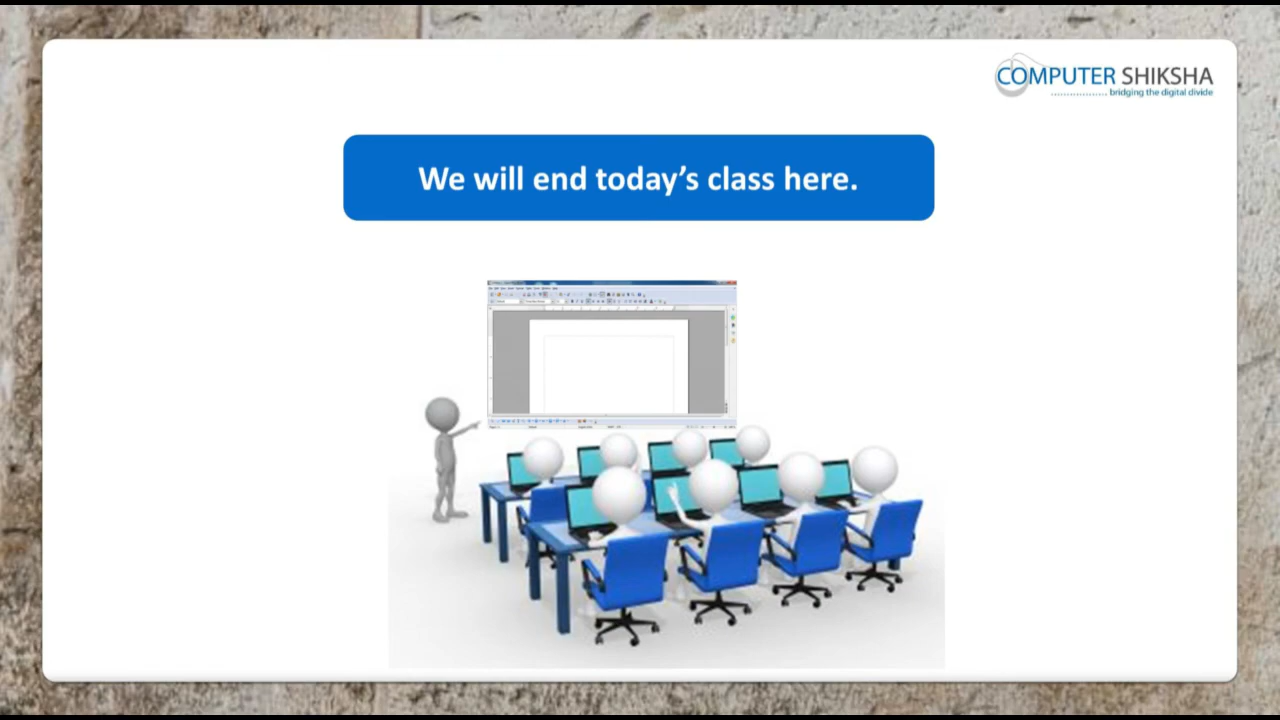 COMPUTER SHIKSHA
bridging the digital divide
We will end today's class here.